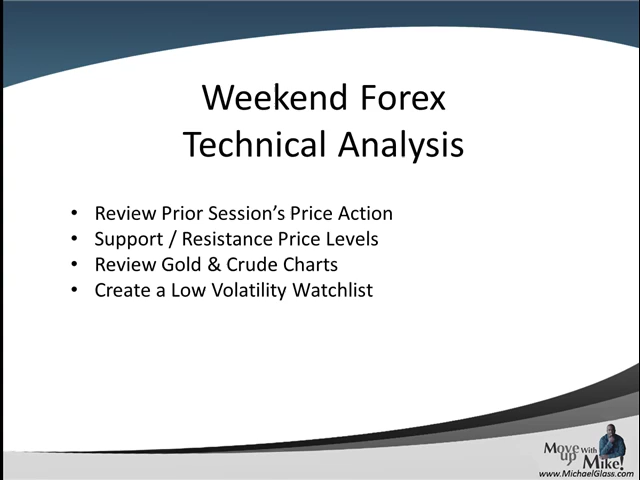 Weekend Forex
Technical Analysis
• Review Prior Session's Price Action
• Support / Resistance Price Levels
• Review Gold & Crude Charts
• Create a Low Volatility Watchlist
Move up With Mike!
www.MichaelGlass.com